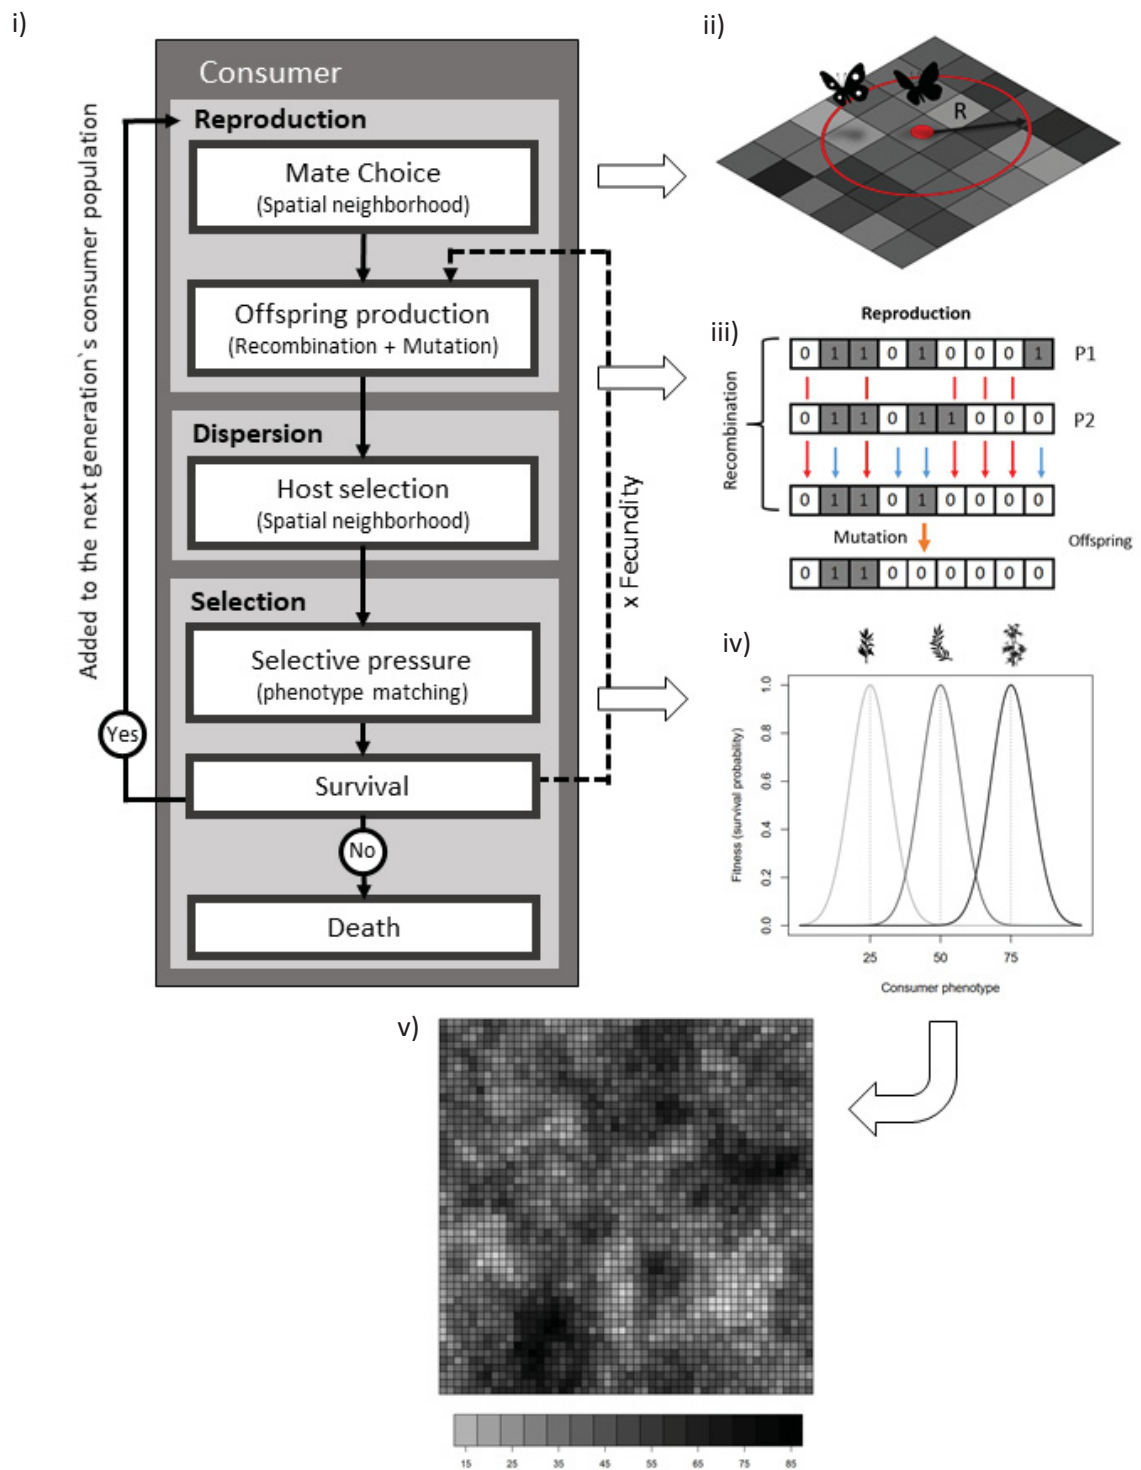 i)
Consumer
Reproduction
Mate Choice
(Spatial neighborhood)
Offspring production
(Recombination + Mutation)
Dispersion
Host selection
(Spatial neighborhood)
Selection
Selective pressure
(phenotype matching)
Survival
No
Death
Yes
Added to the next generation`s consumer population
x Fecundity
ii)
R
iii)
Reproduction
Recombination
0 1 1 0 1 0 0 0 1 P1
0 1 1 0 1 1 0 0 0 P2
0 1 1 0 1 0 0 0 0
Mutation
Offspring
0 1 1 0 0 0 0 0 0
iv)
Fitness (survival probability)
1.0
0.8
0.6
0.4
0.2
0.0
25 50 75
Consumer phenotype
v)
15 25 35 45 55 65 75 85